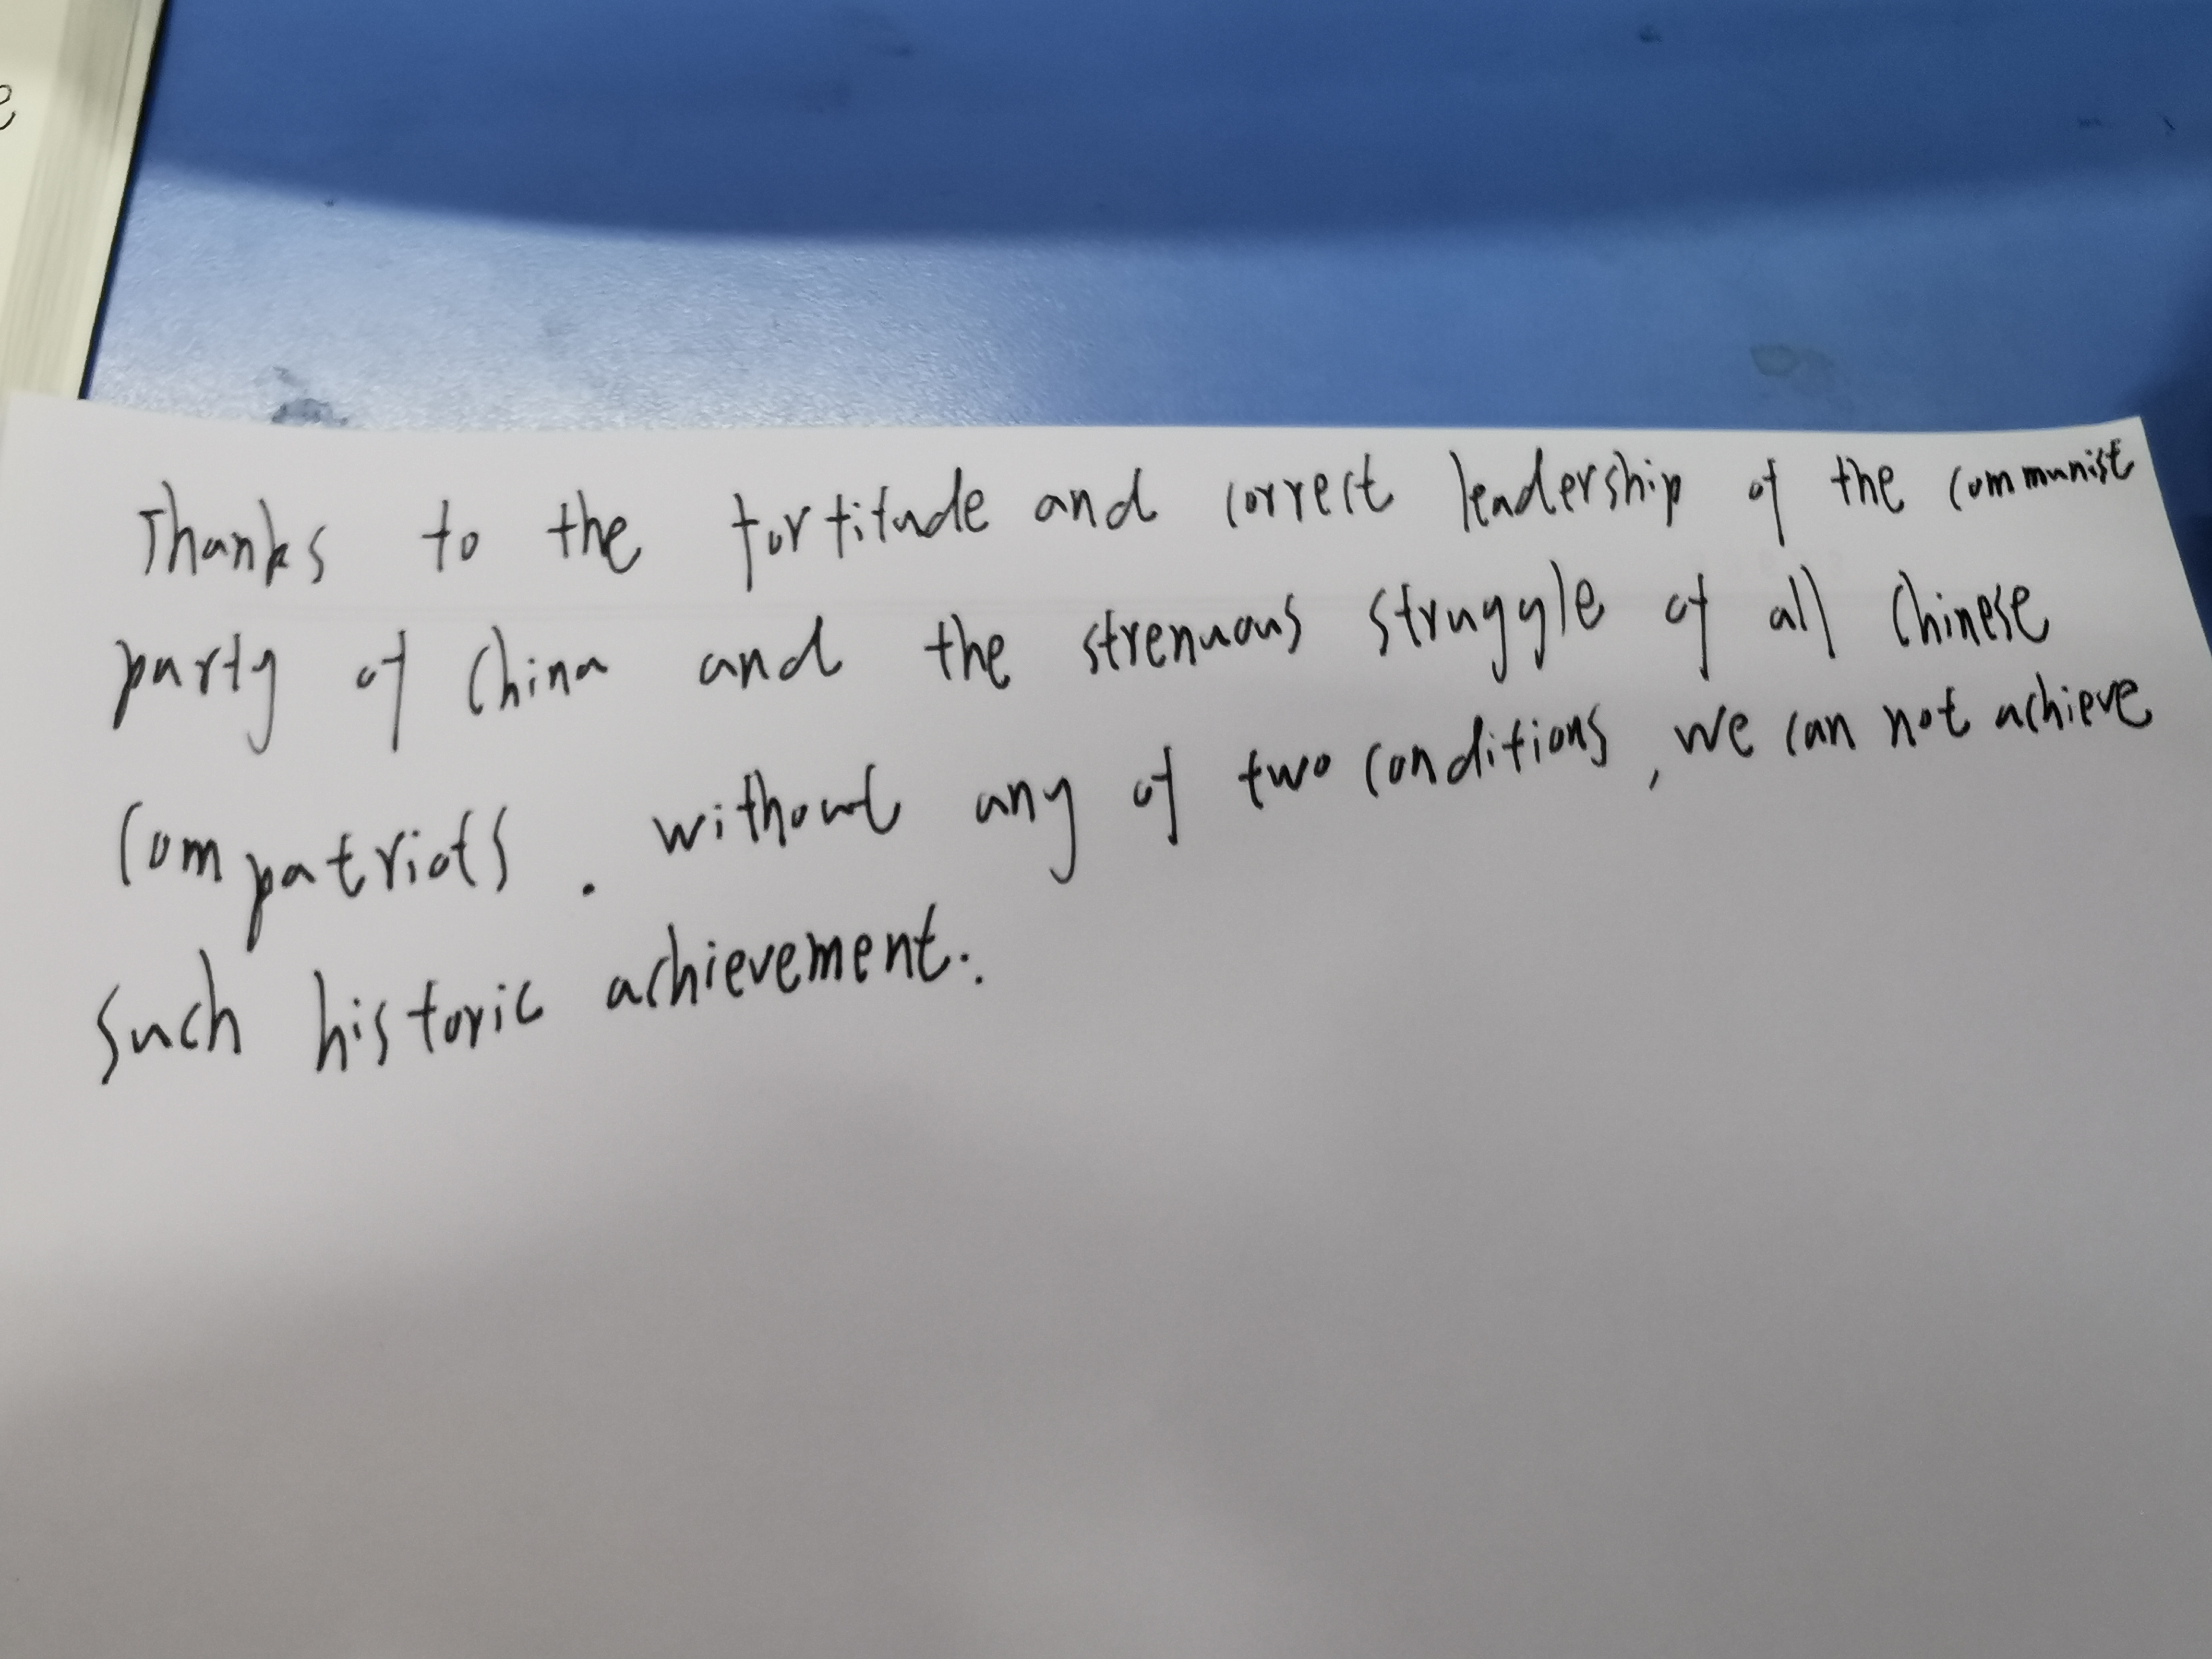 Thanks to the fortitude and correct leadership of the communist
party of China and the strenuous struggle of all Chinese
compatriots. without any of two conditions, we can not achieve
such historic achievement.